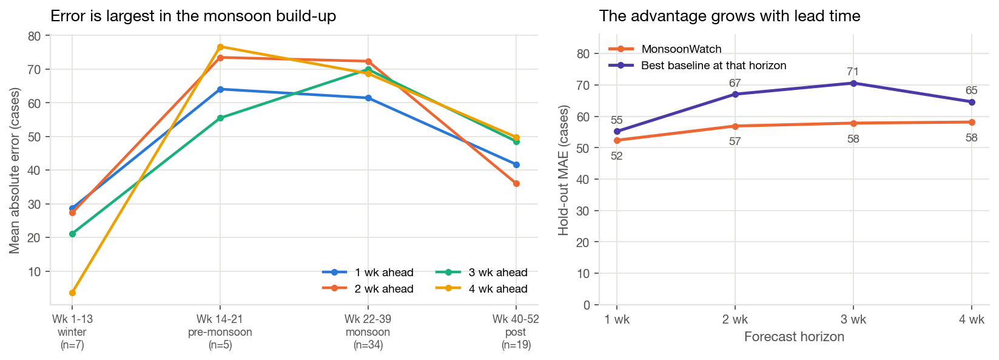 Error is largest in the monsoon build-up
Mean absolute error (cases)
80
70
60
50
40
30
20
10
1 wk ahead
2 wk ahead
3 wk ahead
4 wk ahead
Wk 1-13
winter
(n=7)
Wk 14-21
pre-monsoon
(n=5)
Wk 22-39
monsoon
(n=34)
Wk 40-52
post
(n=19)
The advantage grows with lead time
MonsoonWatch
Best baseline at that horizon
Hold-out MAE (cases)
80
70
60
50
40
30
20
10
0
55
67
71
65
52
57
58
58
1 wk
2 wk
3 wk
4 wk
Forecast horizon